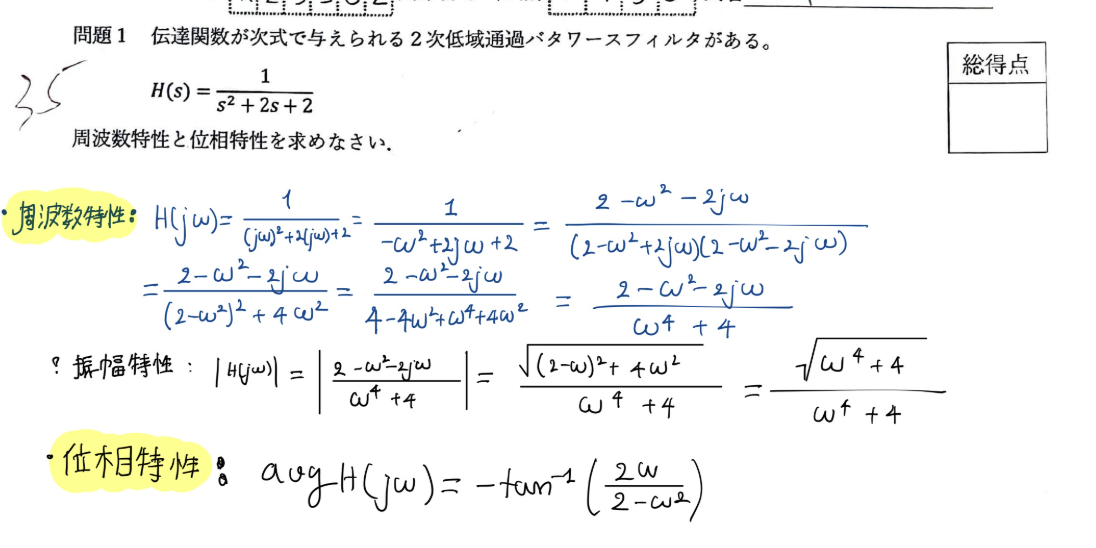 問題1 伝達関数が次式で与えられる2次低域通過バタワースフィルタがある。
総得点
35
H(s) = 1 / (s² + 2s + 2)
周波数特性と位相特性を求めなさい.
・周波数特性: H(jω) = 1 / ((jω)²+2(jω)+2) = 1 / (-ω²+2jω+2) = (2-ω²-2jω) / ((2-ω²+2jω)(2-ω²-2jω))
= (2-ω²-2jω) / ((2-ω²)²+4ω²) = (2-ω²-2jω) / (4-4ω²+ω⁴+4ω²) = (2-ω²-2jω) / (ω⁴+4)
? 振幅特性: |H(jω)| = |(2-ω²-2jω) / (ω⁴+4)| = √((2-ω)²+4ω²) / (ω⁴+4) = √(ω⁴+4) / (ω⁴+4)
・位相特性: arg H(jω) = -tan⁻¹(2ω / (2-ω²))